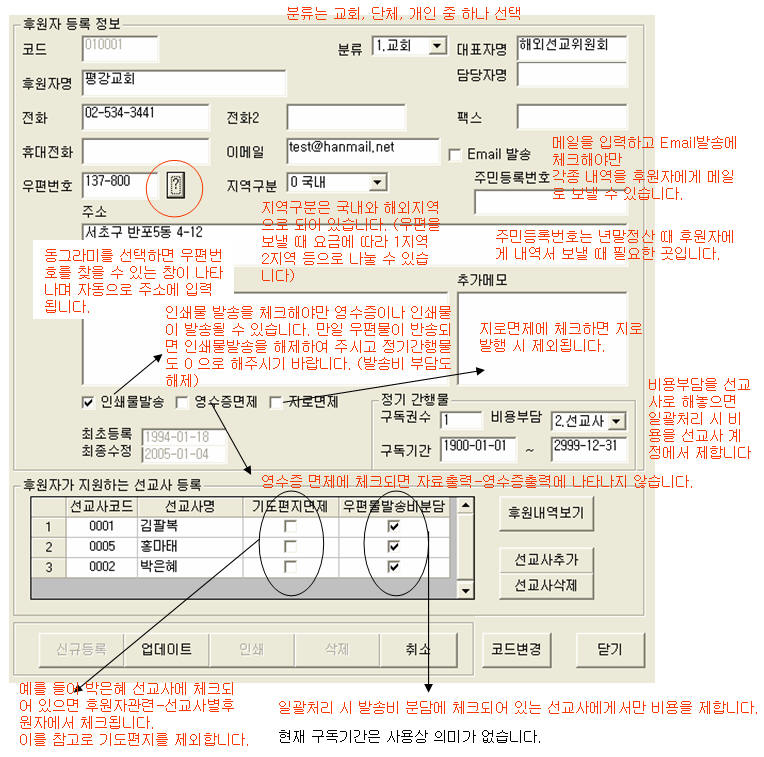 분류는 교회, 단체, 개인 중 하나 선택
후원자 등록 정보
코드 010001 분류 1.교회 대표자명 해외선교위원회
후원자명 평강교회 담당자명
전화 02-534-3441 전화2 팩스
휴대전화 이메일 test@hanmail.net Email 발송
메일을 입력하고 Email발송에
체크해야만
각종 내역을 후원자에게 메일
로 보낼 수 있습니다.
우편번호 137-800 ? 지역구분 0 국내 주민등록번호
주소
서초구 반포5동 4-12
지역구분은 국내와 해외지역
으로 되어 있습니다. (우편을
보낼 때 요금에 따라 1지역
2지역 등으로 나눌 수 있습
니다)
주민등록번호는 년말정산 때 후원자에
게 내역서 보낼 때 필요한 곳입니다.
동그라미를 선택하면 우편번
호를 찾을 수 있는 창이 나타
나며 자동으로 주소에 입력
됩니다.
추가메모
인쇄물 발송을 체크해야만 영수증이나 인쇄물
이 발송될 수 있습니다. 만일 우편물이 반송되
면 인쇄물발송을 해제하여 주시고 정기간행물
도 0 으로 해주시기 바랍니다. (발송비 부담도
해제)
지로면제에 체크하면 지로
발행 시 제외됩니다.
인쇄물발송 영수증면제 지로면제
정기 간행물
구독권수 1 비용부담 2.선교사
구독기간 1900-01-01 ~ 2999-12-31
비용부담을 선교
사로 해놓으면
일괄처리 시 비
용을 선교사 계
정에서 제합니다
최초등록 1994-01-18
최종수정 2005-01-04
영수증 면제에 체크되면 자료출력-영수증출력에 나타나지 않습니다.
후원자가 지원하는 선교사 등록
선교사코드 선교사명 기도편지면제 우편물발송비분담
1 0001 김팔복
2 0005 홍마태
3 0002 박은혜
후원내역보기
선교사추가
선교사삭제
신규등록 업데이트 인쇄 삭제 취소 코드변경 닫기
예를 들어 박은혜 선교사에 체크되
어 있으면 후원자관련-선교사별후
원자에서 체크됩니다.
이를 참고로 기도편지를 제외합니다.
일괄처리 시 발송비 분담에 체크되어 있는 선교사에게서만 비용을 제합니다.
현재 구독기간은 사용상 의미가 없습니다.